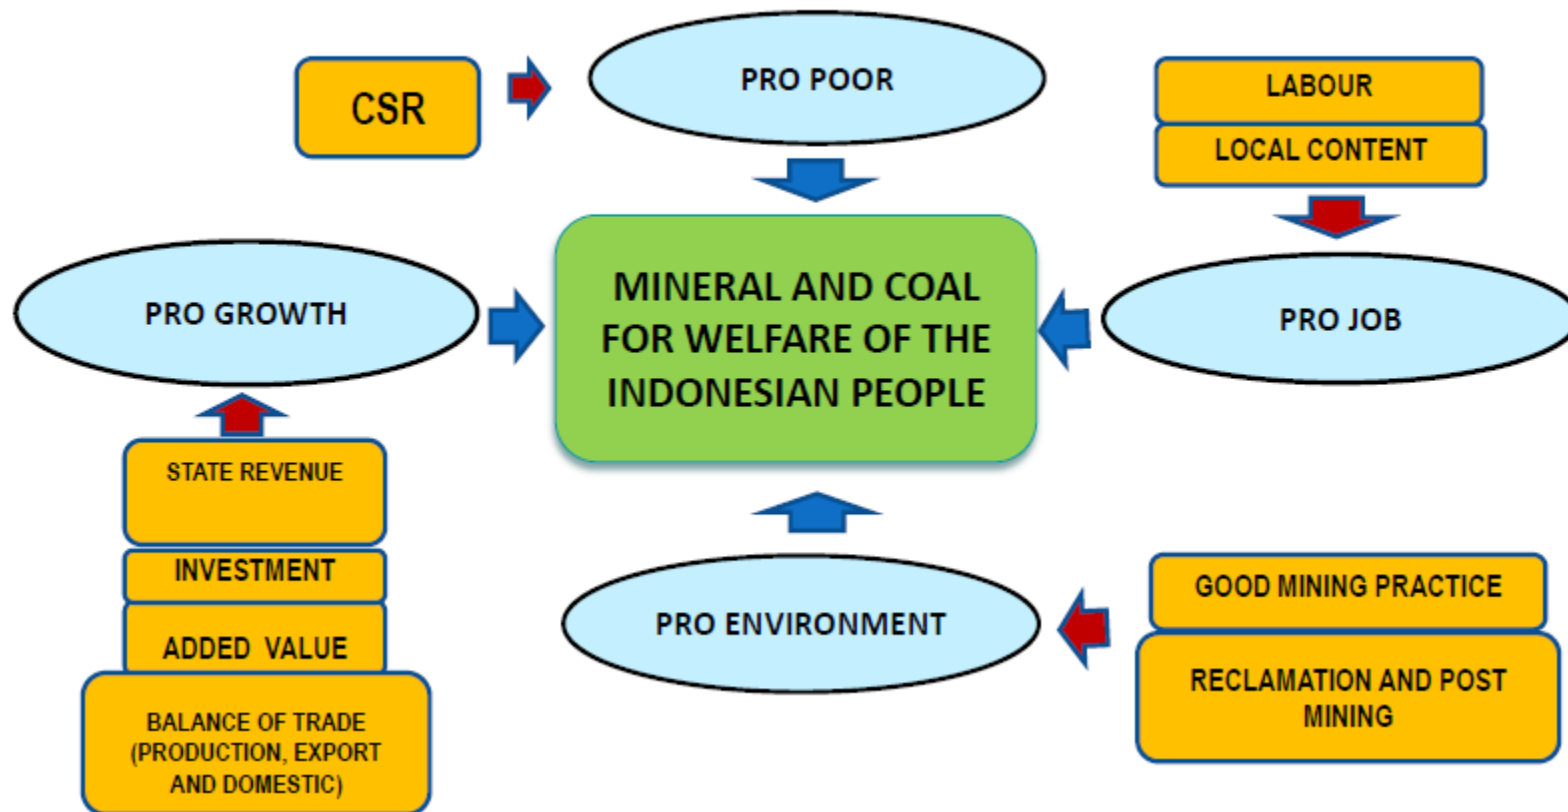 CSR
PRO POOR
LABOUR
LOCAL CONTENT
PRO GROWTH
MINERAL AND COAL
FOR WELFARE OF THE
INDONESIAN PEOPLE
PRO JOB
STATE REVENUE
INVESTMENT
ADDED VALUE
BALANCE OF TRADE
(PRODUCTION, EXPORT
AND DOMESTIC)
PRO ENVIRONMENT
GOOD MINING PRACTICE
RECLAMATION AND POST
MINING